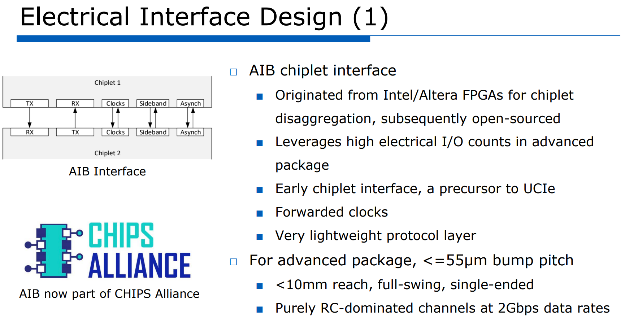 Electrical Interface Design (1)
Chiplet 1
TX RX Clocks Sideband Asynch
RX TX Clocks Sideband Asynch
Chiplet 2
AIB Interface
CHIPS
ALLIANCE
AIB now part of CHIPS Alliance
AIB chiplet interface
Originated from Intel/Altera FPGAs for chiplet
disaggregation, subsequently open-sourced
Leverages high electrical I/O counts in advanced
package
Early chiplet interface, a precursor to UCIe
Forwarded clocks
Very lightweight protocol layer
For advanced package, <=55µm bump pitch
<10mm reach, full-swing, single-ended
Purely RC-dominated channels at 2Gbps data rates